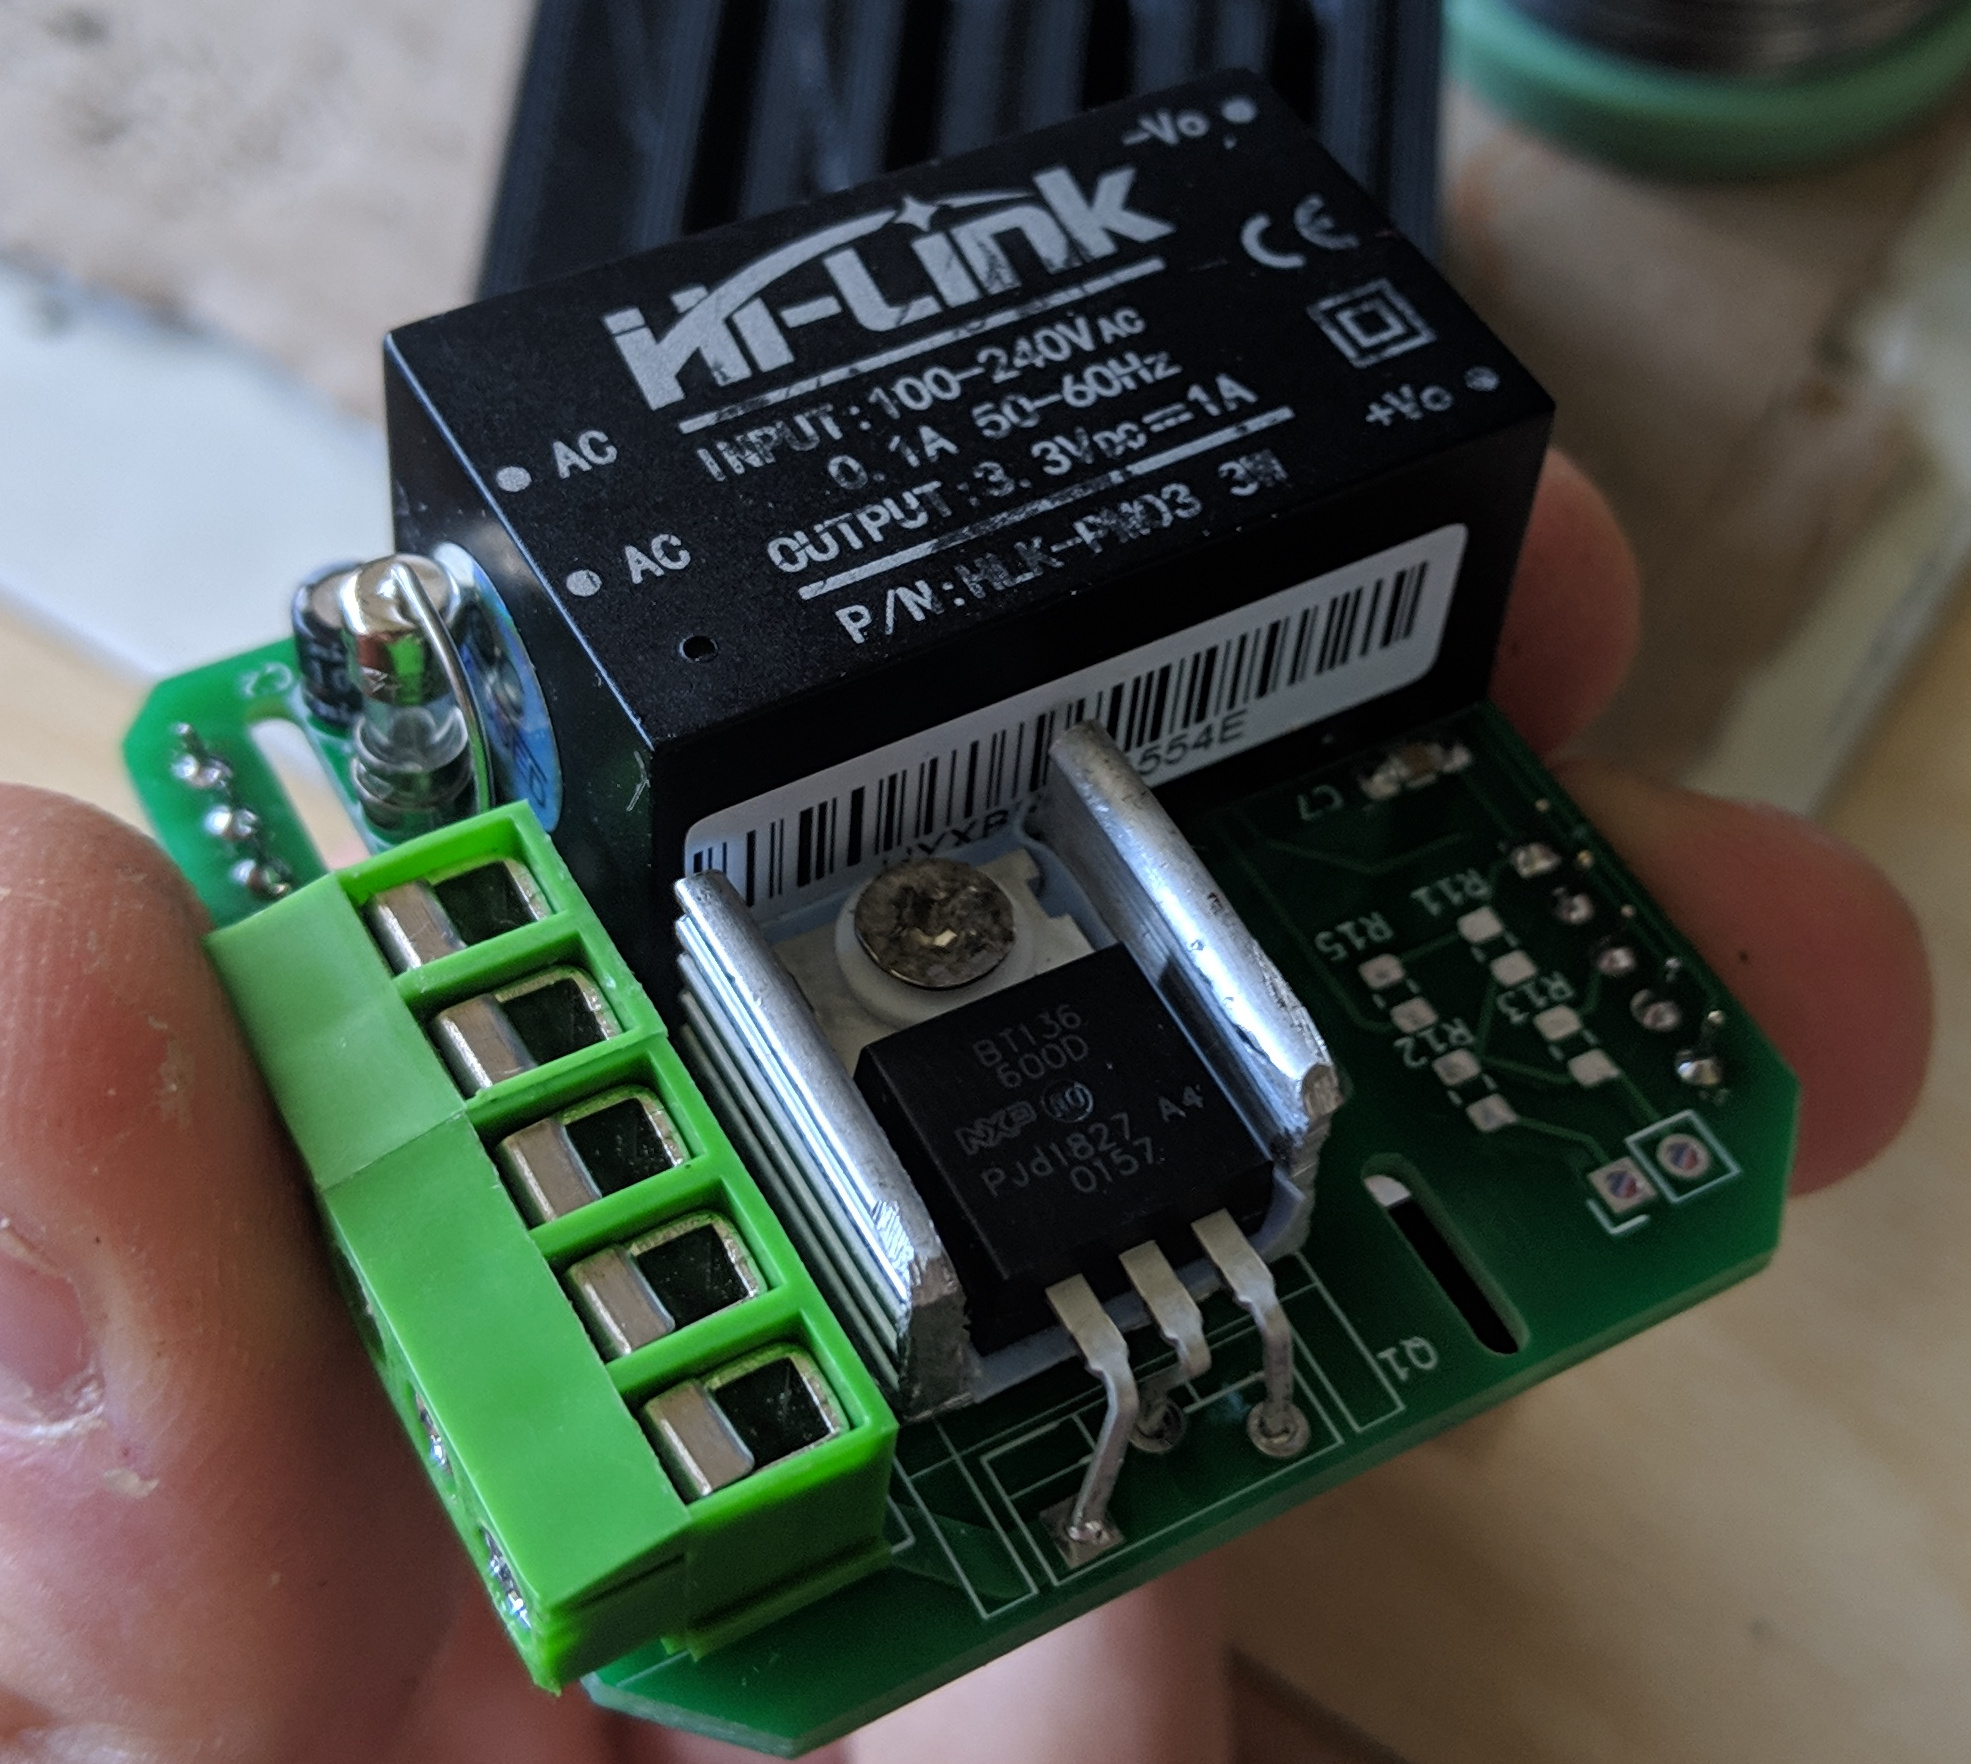 -Vo
Hi-Link
CE
AC
INPUT:100-240VAC
0.1A 50-60Hz
+Vo
AC
OUTPUT:3.3VDC⎓1A
P/N:HLK-PM03 3W
554E
C2
C7
R11
R15
R13
R12
BT136
600D
NXP
PJd1827 A4
0157
Q1